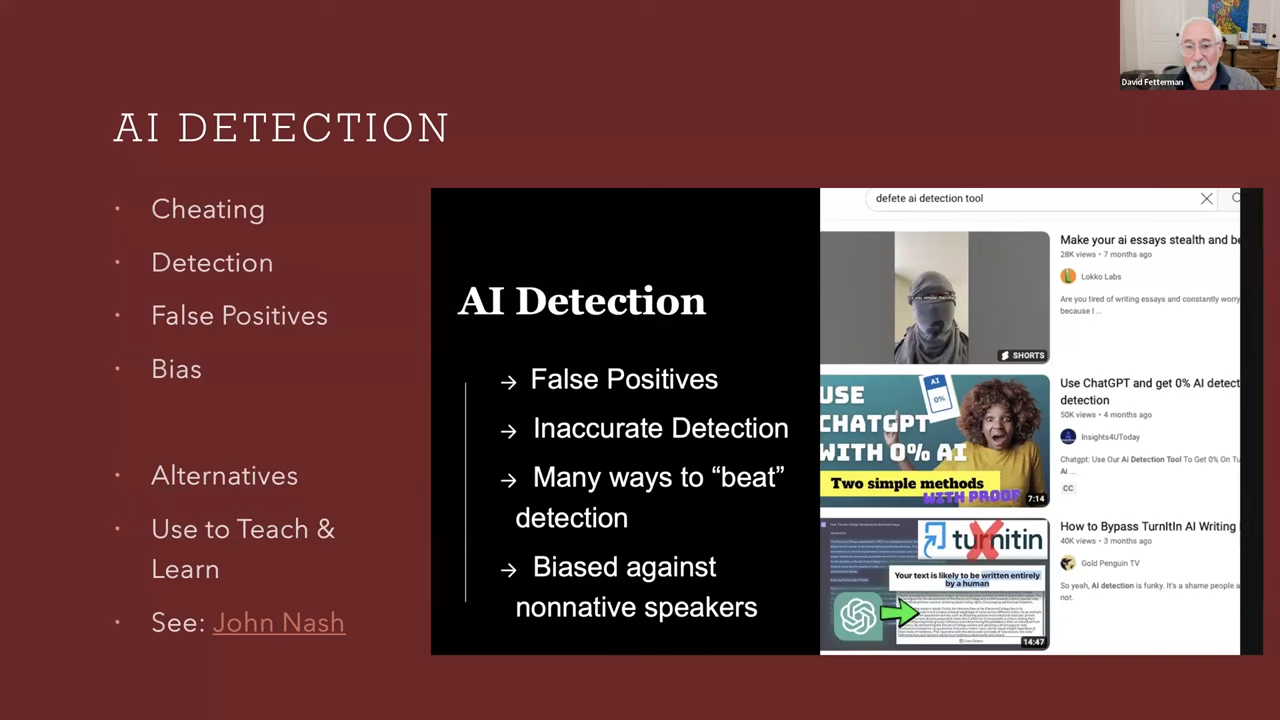 David Fetterman
AI DETECTION
Cheating
Detection
False Positives
Bias
Alternatives
Use to Teach &
Learn
See: John Nash
AI Detection
→ False Positives
→ Inaccurate Detection
→ Many ways to “beat”
detection
→ Biased against
nonnative speakers
defete ai detection tool
SHORTS
Make your ai essays stealth and be
28K views • 7 months ago
Lokko Labs
Are you tired of writing essays and constantly worry
because I ...
USE
CHATGPT
WITH 0% AI
Two simple methods
WITH PROOF
AI
0%
7:14
Use ChatGPT and get 0% AI detect
detection
50K views • 4 months ago
Insights4UToday
Chatgpt: Use Our Ai Detection Tool To Get 0% On Tu
Ai ...
CC
turnitin
Your text is likely to be written entirely
by a human
14:47
How to Bypass TurnItIn AI Writing
40K views • 3 months ago
Gold Penguin TV
So yeah, AI detection is funky. It's a shame people a
not.